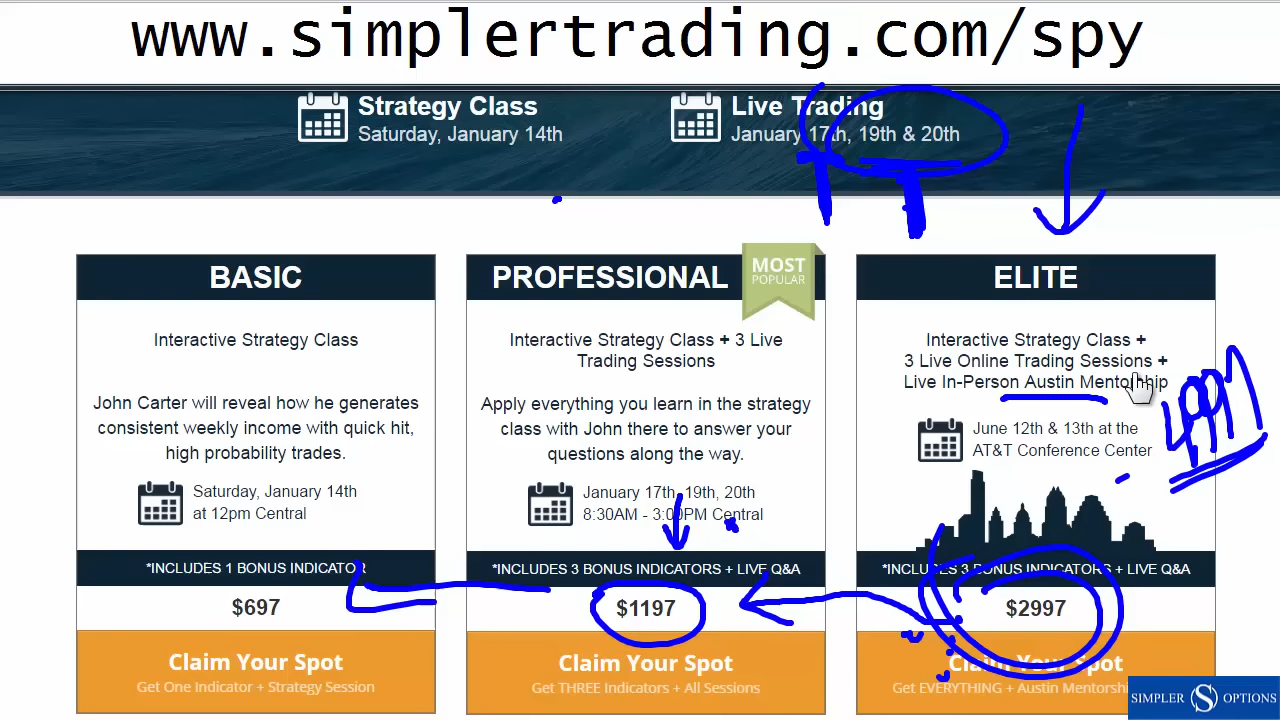 www.simplertrading.com/spy
Strategy Class
Saturday, January 14th
Live Trading
January 17th, 19th & 20th
BASIC
Interactive Strategy Class
John Carter will reveal how he generates
consistent weekly income with quick hit,
high probability trades.
Saturday, January 14th
at 12pm Central
*INCLUDES 1 BONUS INDICATOR
$697
Claim Your Spot
Get One Indicator + Strategy Session
PROFESSIONAL
MOST
POPULAR
Interactive Strategy Class + 3 Live
Trading Sessions
Apply everything you learn in the strategy
class with John there to answer your
questions along the way.
January 17th, 19th, 20th
8:30AM - 3:00PM Central
*INCLUDES 3 BONUS INDICATORS + LIVE Q&A
$1197
Claim Your Spot
Get THREE Indicators + All Sessions
ELITE
Interactive Strategy Class +
3 Live Online Trading Sessions +
Live In-Person Austin Mentorship
June 12th & 13th at the
AT&T Conference Center
*INCLUDES 3 BONUS INDICATORS + LIVE Q&A
$2997
Claim Your Spot
Get EVERYTHING + Austin Mentorsh
SIMPLER S OPTIONS